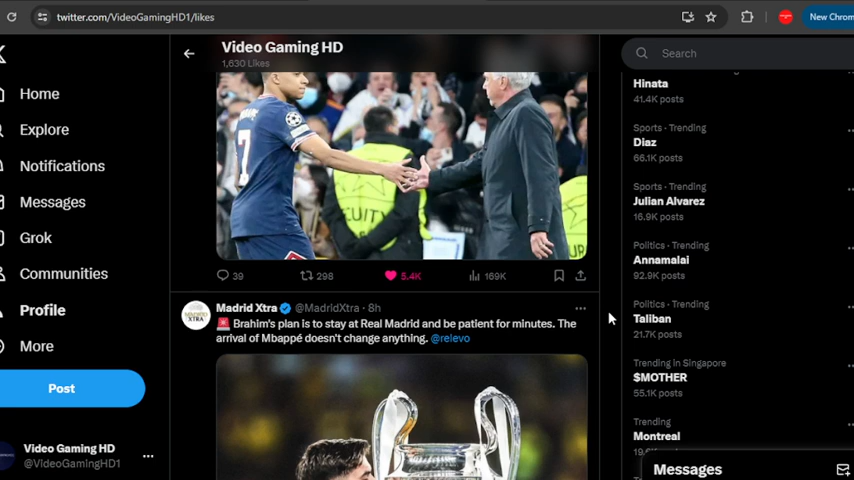 twitter.com/VideoGamingHD1/likes
New Chrom
Video Gaming HD
1,630 Likes
Search
Home
Explore
Notifications
Messages
Grok
Communities
Profile
More
Post
Video Gaming HD
@VideoGamingHD1
7
39
298
5.4K
169K
MADRID XTRA
Madrid Xtra @MadridXtra · 8h
Brahim's plan is to stay at Real Madrid and be patient for minutes. The
arrival of Mbappé doesn't change anything. @relevo
Hinata
41.4K posts
Sports · Trending
Diaz
66.1K posts
Sports · Trending
Julian Alvarez
16.9K posts
Politics · Trending
Annamalai
92.9K posts
Politics · Trending
Taliban
21.7K posts
Trending in Singapore
$MOTHER
55.1K posts
Trending
Montreal
Messages